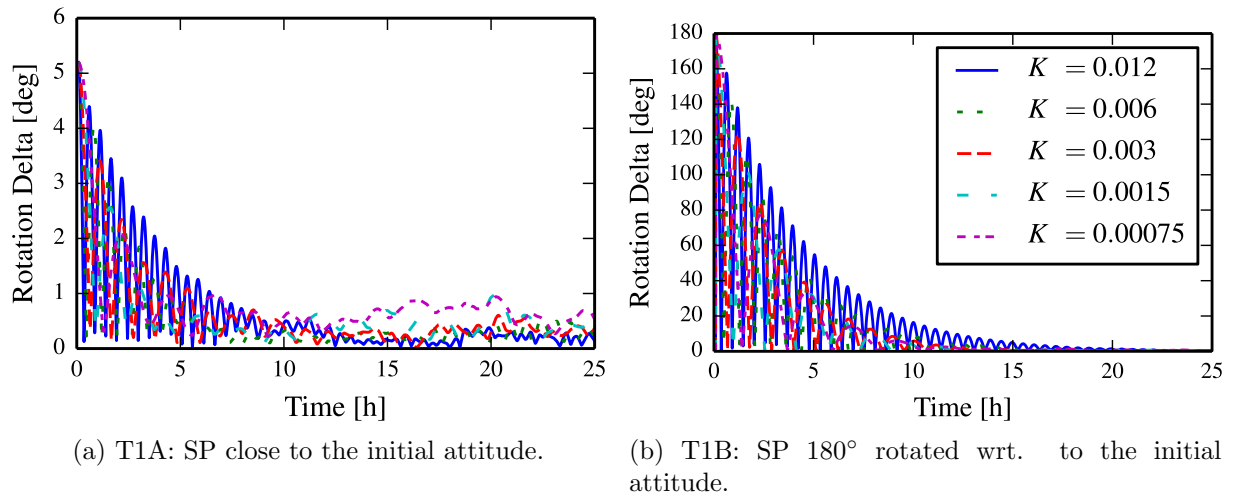 6
5
4
3
2
1
0
Rotation Delta [deg]
0 5 10 15 20 25
Time [h]
(a) T1A: SP close to the initial attitude.
180
160
140
120
100
80
60
40
20
0
Rotation Delta [deg]
K = 0.012
K = 0.006
K = 0.003
K = 0.0015
K = 0.00075
0 5 10 15 20 25
Time [h]
(b) T1B: SP 180° rotated wrt. to the initial
attitude.